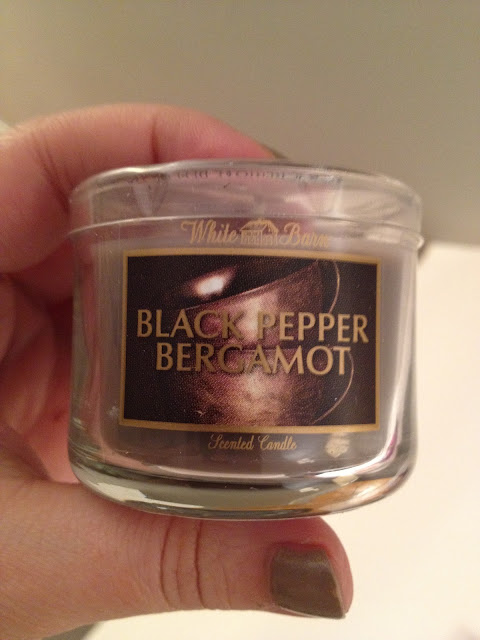 White Barn
BLACK PEPPER
BERGAMOT
Scented Candle